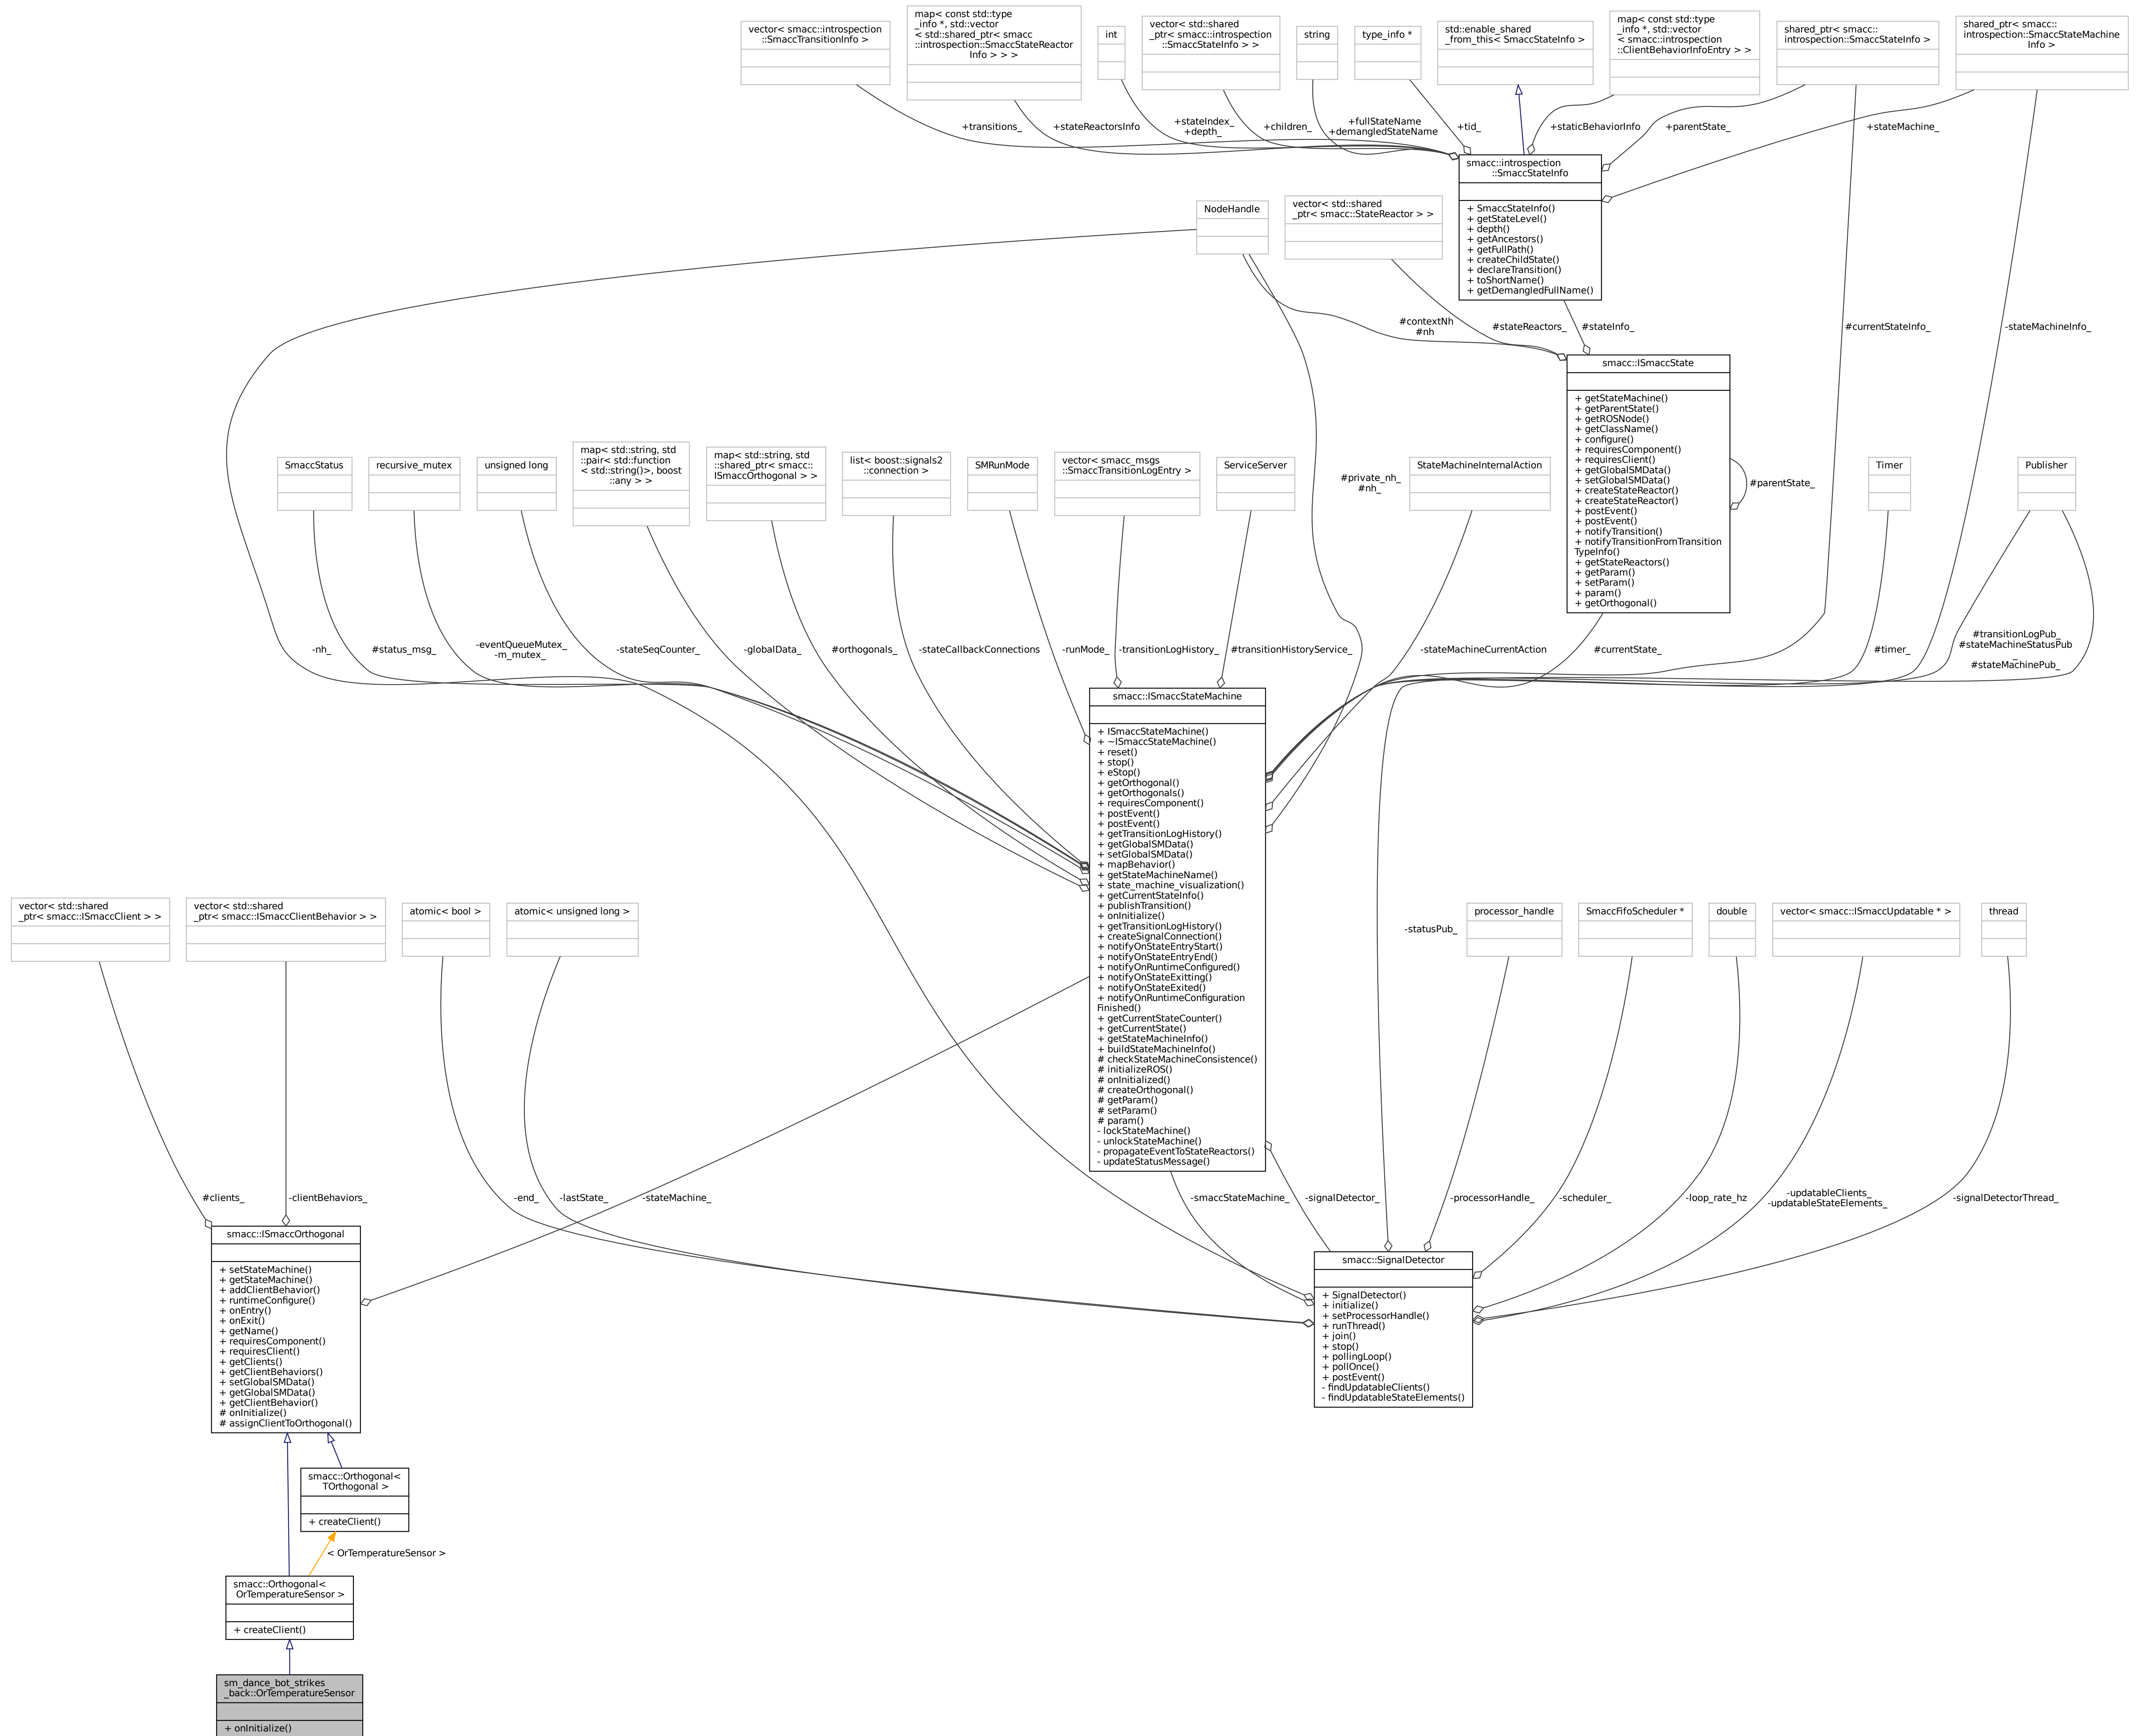 vector< smacc::introspection
::SmaccTransitionInfo >
map< const std::type
_info *, std::vector
< std::shared_ptr< smacc
::introspection::SmaccStateReactor
Info > > >
int
vector< std::shared
_ptr< smacc::introspection
::SmaccStateInfo > >
string
type_info *
std::enable_shared
_from_this< SmaccStateInfo >
map< const std::type
_info *, std::vector
< smacc::introspection
::ClientBehaviorInfoEntry > >
shared_ptr< smacc::
introspection::SmaccStateInfo >
shared_ptr< smacc::
introspection::SmaccStateMachine
Info >
+transitions_
+stateReactorsInfo
+stateIndex_
+depth_
+children_
+fullStateName
+demangledStateName
+tid_
+staticBehaviorInfo
+parentState_
+stateMachine_
smacc::introspection
::SmaccStateInfo
+ SmaccStateInfo()
+ getStateLevel()
+ depth()
+ getAncestors()
+ getFullPath()
+ createChildState()
+ declareTransition()
+ toShortName()
+ getDemangledFullName()
NodeHandle
vector< std::shared
_ptr< smacc::StateReactor > >
#contextNh
#nh
#stateReactors_
#stateInfo_
#currentStateInfo_
-stateMachineInfo_
smacc::ISmaccState
+ getStateMachine()
+ getParentState()
+ getROSNode()
+ getClassName()
+ configure()
+ requiresComponent()
+ requiresClient()
+ getGlobalSMData()
+ setGlobalSMData()
+ createStateReactor()
+ createStateReactor()
+ postEvent()
+ postEvent()
+ notifyTransition()
+ notifyTransitionFromTransition
TypeInfo()
+ getStateReactors()
+ getParam()
+ setParam()
+ param()
+ getOrthogonal()
#parentState_
SmaccStatus
recursive_mutex
unsigned long
map< std::string, std
::pair< std::function
< std::string()>, boost
::any > >
map< std::string, std
::shared_ptr< smacc::
ISmaccOrthogonal > >
list< boost::signals2
::connection >
SMRunMode
vector< smacc_msgs
::SmaccTransitionLogEntry >
ServiceServer
#private_nh_
#nh_
StateMachineInternalAction
Timer
Publisher
-nh_
#status_msg_
-eventQueueMutex_
-m_mutex_
-stateSeqCounter_
-globalData_
#orthogonals_
-stateCallbackConnections
-runMode_
-transitionLogHistory_
#transitionHistoryService_
-stateMachineCurrentAction
#currentState_
#timer_
#transitionLogPub_
#stateMachineStatusPub
_
#stateMachinePub_
smacc::ISmaccStateMachine
+ ISmaccStateMachine()
+ ~ISmaccStateMachine()
+ reset()
+ stop()
+ eStop()
+ getOrthogonal()
+ getOrthogonals()
+ requiresComponent()
+ postEvent()
+ postEvent()
+ getTransitionLogHistory()
+ getGlobalSMData()
+ setGlobalSMData()
+ mapBehavior()
+ getStateMachineName()
+ state_machine_visualization()
+ getCurrentStateInfo()
+ publishTransition()
+ onInitialize()
+ getTransitionLogHistory()
+ createSignalConnection()
+ notifyOnStateEntryStart()
+ notifyOnStateEntryEnd()
+ notifyOnRuntimeConfigured()
+ notifyOnStateExitting()
+ notifyOnStateExited()
+ notifyOnRuntimeConfiguration
Finished()
+ getCurrentStateCounter()
+ getCurrentState()
+ getStateMachineInfo()
+ buildStateMachineInfo()
# checkStateMachineConsistence()
# initializeROS()
# onInitialized()
# createOrthogonal()
# getParam()
# setParam()
# param()
- lockStateMachine()
- unlockStateMachine()
- propagateEventToStateReactors()
- updateStatusMessage()
vector< std::shared
_ptr< smacc::ISmaccClient > >
vector< std::shared
_ptr< smacc::ISmaccClientBehavior > >
atomic< bool >
atomic< unsigned long >
-statusPub_
processor_handle
SmaccFifoScheduler *
double
vector< smacc::ISmaccUpdatable * >
thread
#clients_
-clientBehaviors_
-end_
-lastState_
-stateMachine_
-smaccStateMachine_
-signalDetector_
-processorHandle_
-scheduler_
-loop_rate_hz
-updatableClients_
-updatableStateElements_
-signalDetectorThread_
smacc::ISmaccOrthogonal
+ setStateMachine()
+ getStateMachine()
+ addClientBehavior()
+ runtimeConfigure()
+ onEntry()
+ onExit()
+ getName()
+ requiresComponent()
+ requiresClient()
+ getClients()
+ getClientBehaviors()
+ setGlobalSMData()
+ getGlobalSMData()
+ getClientBehavior()
# onInitialize()
# assignClientToOrthogonal()
smacc::SignalDetector
+ SignalDetector()
+ initialize()
+ setProcessorHandle()
+ runThread()
+ join()
+ stop()
+ pollingLoop()
+ pollOnce()
+ postEvent()
- findUpdatableClients()
- findUpdatableStateElements()
smacc::Orthogonal<
TOrthogonal >
+ createClient()
< OrTemperatureSensor >
smacc::Orthogonal<
OrTemperatureSensor >
+ createClient()
sm_dance_bot_strikes
_back::OrTemperatureSensor
+ onInitialize()